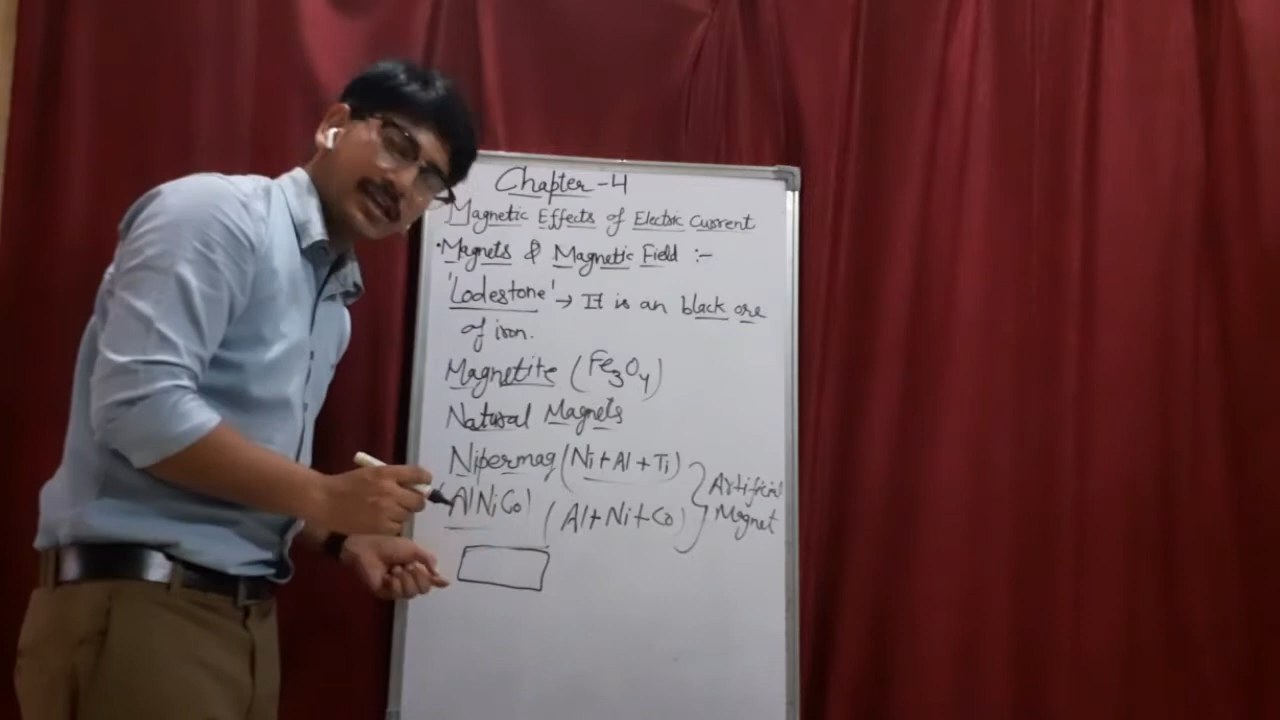 Chapter-4
Magnetic Effects of Electric Current
• Magnets & Magnetic Field :-
'Lodestone' → It is an black ore
of iron.
Magnetite (Fe₃O₄)
Natural Magnets
Nipermag (Ni+Al+Ti)
AlNiCo (Al+Ni+Co)
Artificial
Magnet